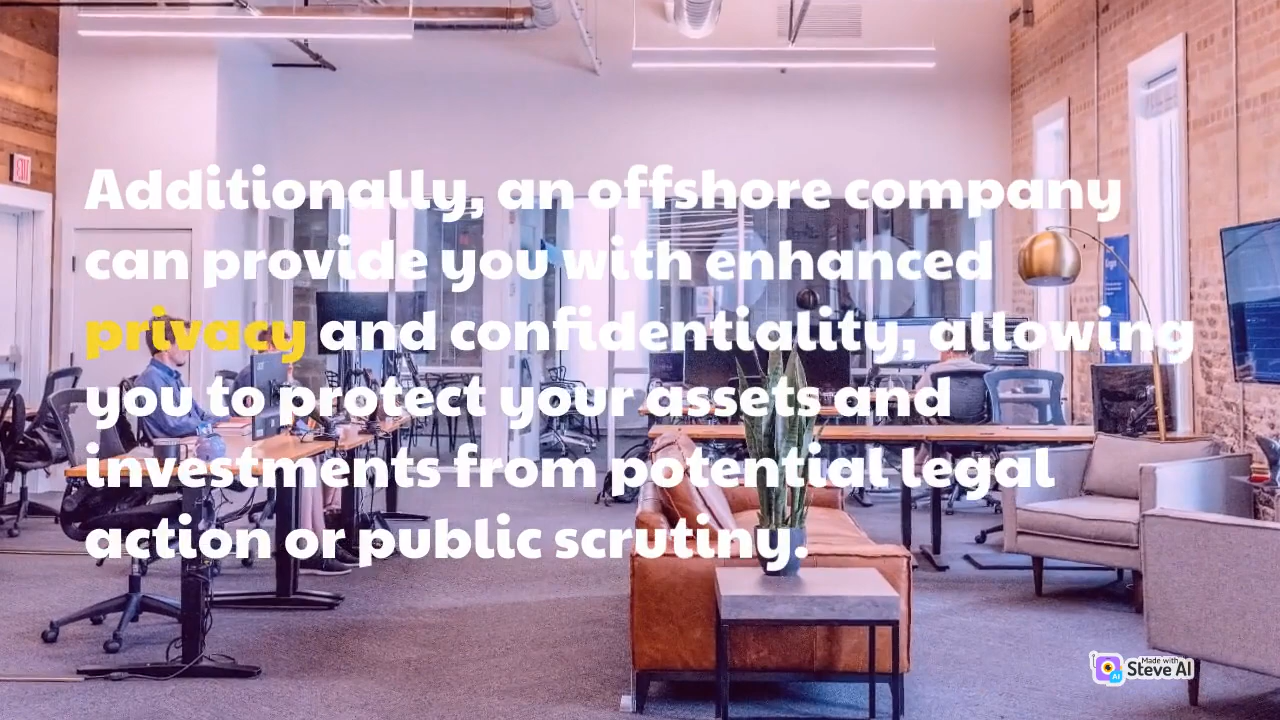 Additionally, an offshore company
can provide you with enhanced
privacy and confidentiality, allowing
you to protect your assets and
investments from potential legal
action or public scrutiny.
EXIT
Made with
Steve AI